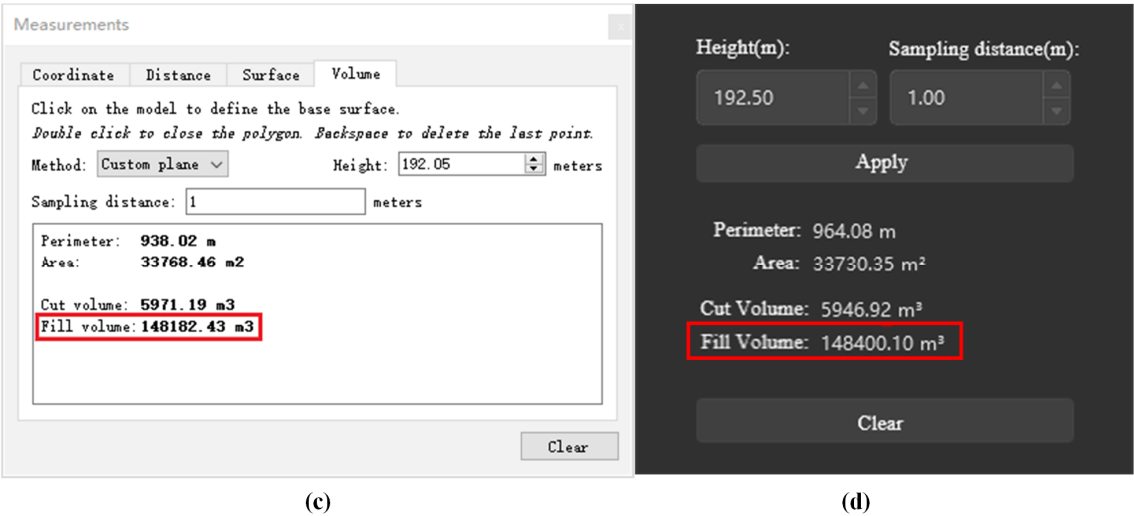 Measurements
x
Coordinate Distance Surface Volume
Click on the model to define the base surface.
Double click to close the polygon. Backspace to delete the last point.
Method: Custom plane Height: 192.05 meters
Sampling distance: 1 meters
Perimeter: 938.02 m
Area: 33768.46 m2
Cut volume: 5971.19 m3
Fill volume: 148182.43 m3
Clear
(c)
Height(m): Sampling distance(m):
192.50 1.00
Apply
Perimeter: 964.08 m
Area: 33730.35 m²
Cut Volume: 5946.92 m³
Fill Volume: 148400.10 m³
Clear
(d)